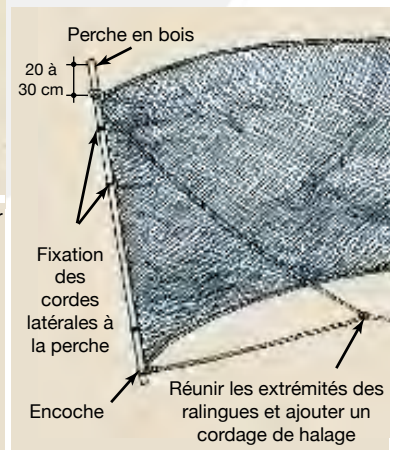 Perche en bois
20 à
30 cm
Fixation
des
cordes
latérales à
la perche
Encoche
Réunir les extrémités des
ralingues et ajouter un
cordage de halage